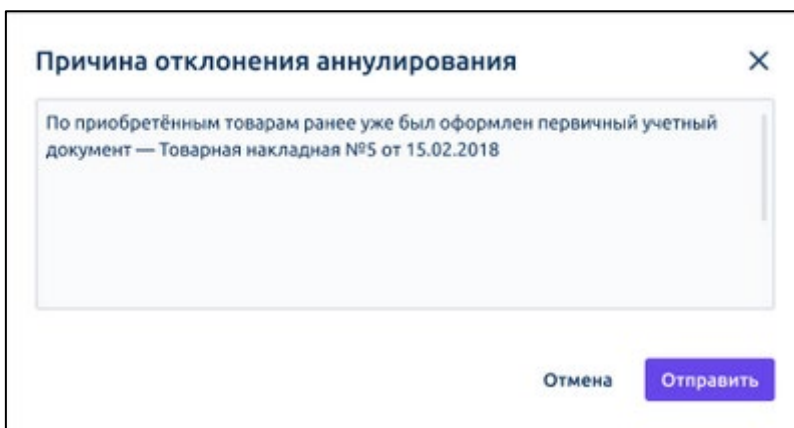 Причина отклонения аннулирования
По приобретённым товарам ранее уже был оформлен первичный учетный
документ — Товарная накладная №5 от 15.02.2018
Отмена
Отправить